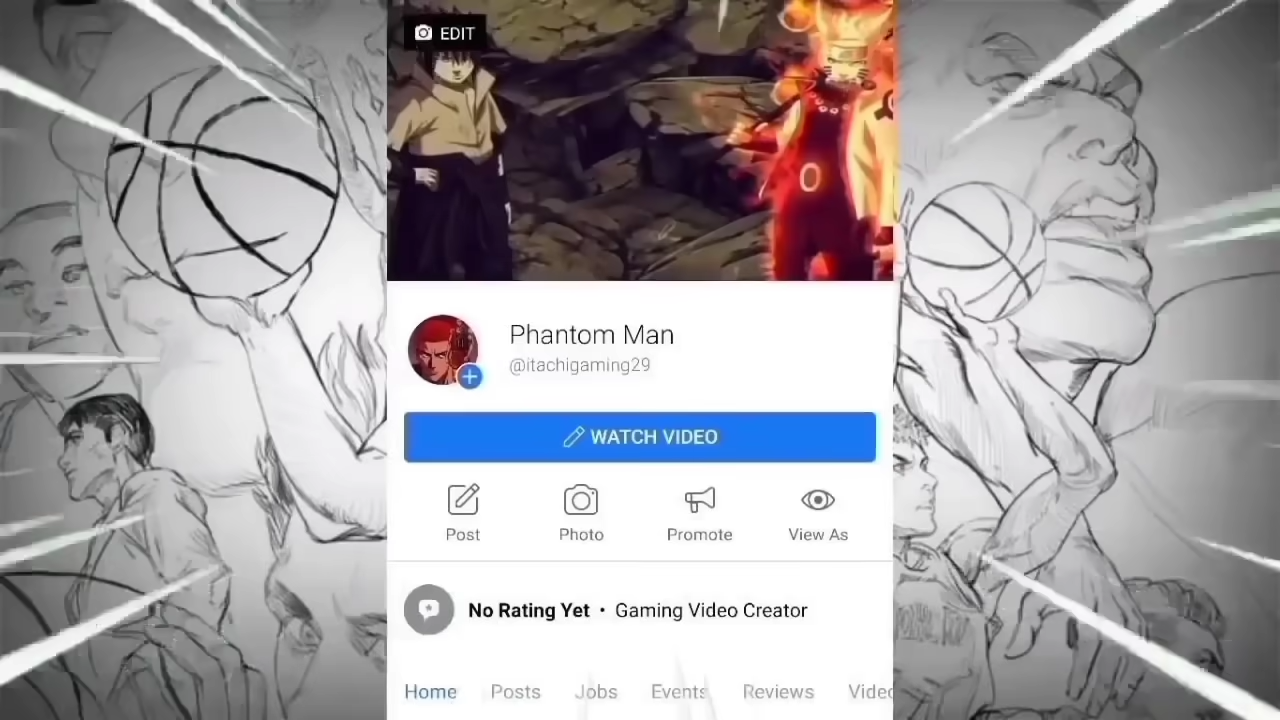 EDIT
Phantom Man
@itachigaming29
WATCH VIDEO
Post Photo Promote View As
No Rating Yet • Gaming Video Creator
Home Posts Jobs Events Reviews Video